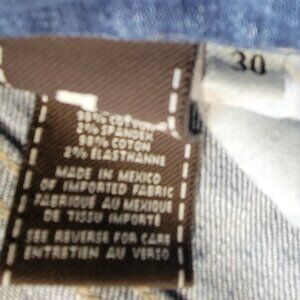 30
98% COTTON
2% SPANDEX
98% COTON
2% ELASTHANNE
MADE IN MEXICO
OF IMPORTED FABRIC
FABRIQUÉ AU MEXIQUE
DE TISSU IMPORTÉ
SEE REVERSE FOR CARE
ENTRETIEN AU VERSO